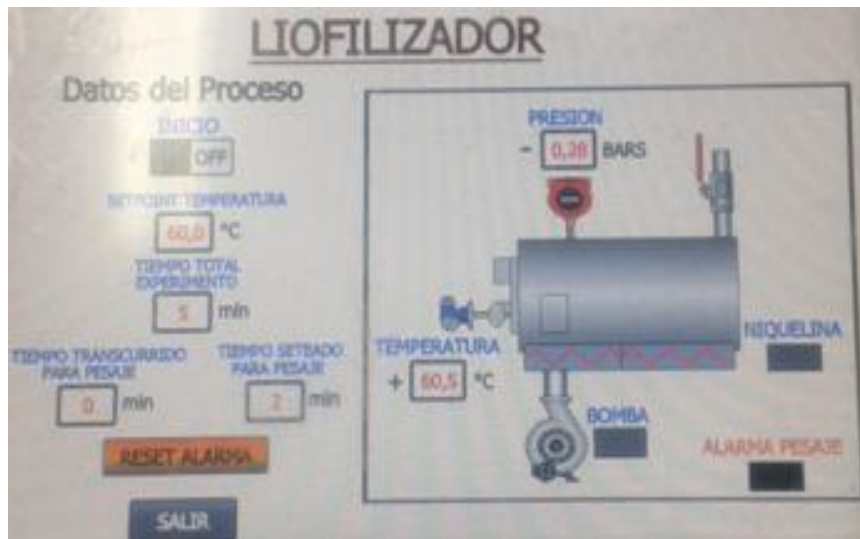 LIOFILIZADOR
Datos del Proceso
INICIO
OFF
SETPOINT TEMPERATURA
60,0 °C
TIEMPO TOTAL
EXPERIMENTO
5 min
TIEMPO TRANSCURRIDO
PARA PESAJE
0 min
TIEMPO SETEADO
PARA PESAJE
2 min
RESET ALARMA
SALIR
PRESION
- 0,28 BARS
TEMPERATURA
+ 60,5 °C
NIQUELINA
BOMBA
ALARMA PESAJE